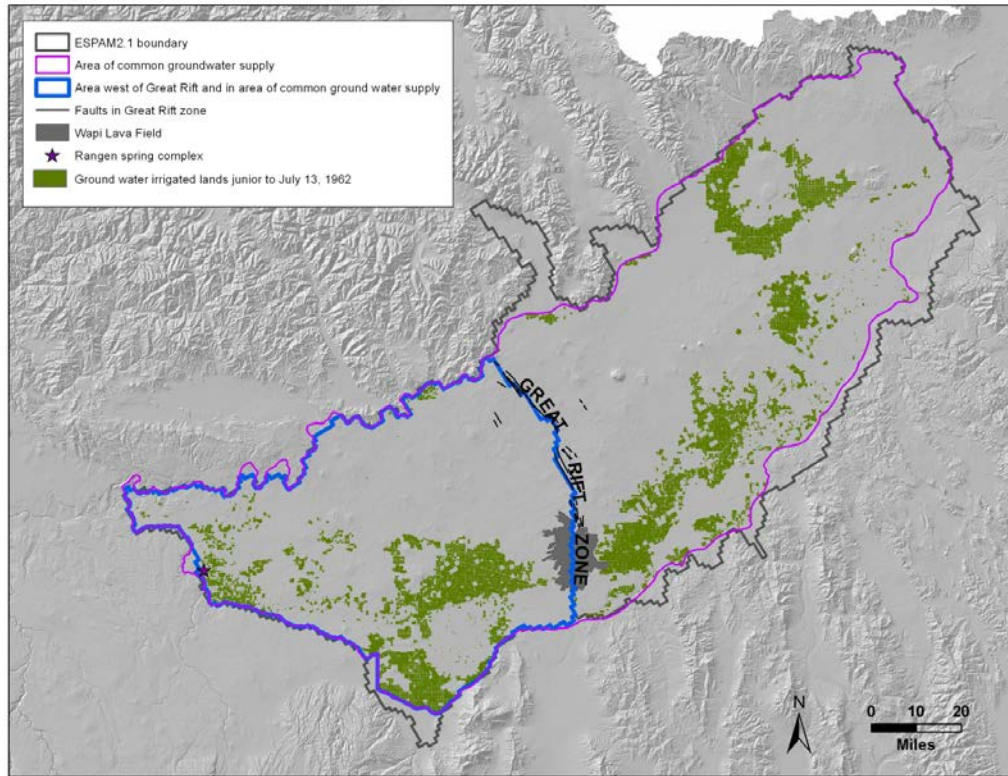 ESPAM2.1 boundary
Area of common groundwater supply
Area west of Great Rift and in area of common ground water supply
Faults in Great Rift zone
Wapi Lava Field
Rangen spring complex
Ground water irrigated lands junior to July 13, 1962
GREAT
RIFT
ZONE
N
0 10 20
Miles